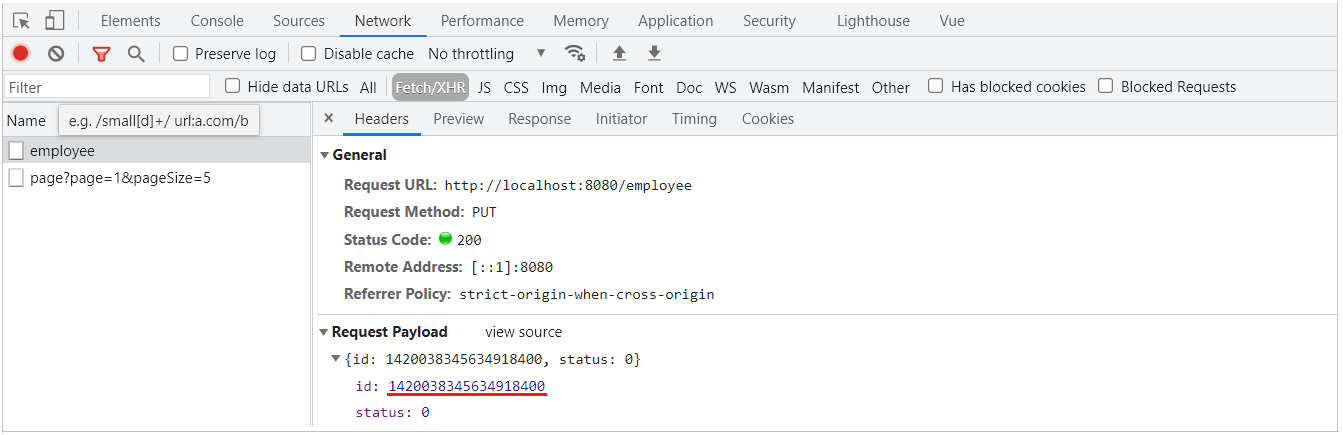 Elements Console Sources Network Performance Memory Application Security Lighthouse Vue
Preserve log Disable cache No throttling
Filter Hide data URLs All Fetch/XHR JS CSS Img Media Font Doc WS Wasm Manifest Other Has blocked cookies Blocked Requests
Name e.g. /small[d]+/ url:a.com/b × Headers Preview Response Initiator Timing Cookies
employee
page?page=1&pageSize=5
General
Request URL: http://localhost:8080/employee
Request Method: PUT
Status Code: 200
Remote Address: [::1]:8080
Referrer Policy: strict-origin-when-cross-origin
Request Payload view source
{id: 1420038345634918400, status: 0}
id: 1420038345634918400
status: 0